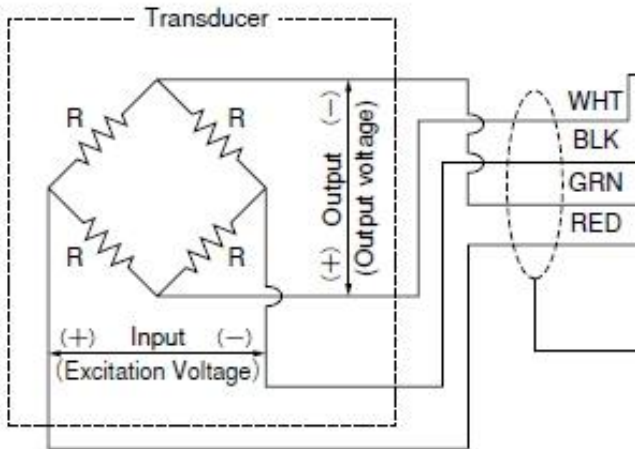 Transducer
R
R
R
R
(−)
Output
(+)
(Output voltage)
(+) Input (−)
(Excitation Voltage)
WHT
BLK
GRN
RED